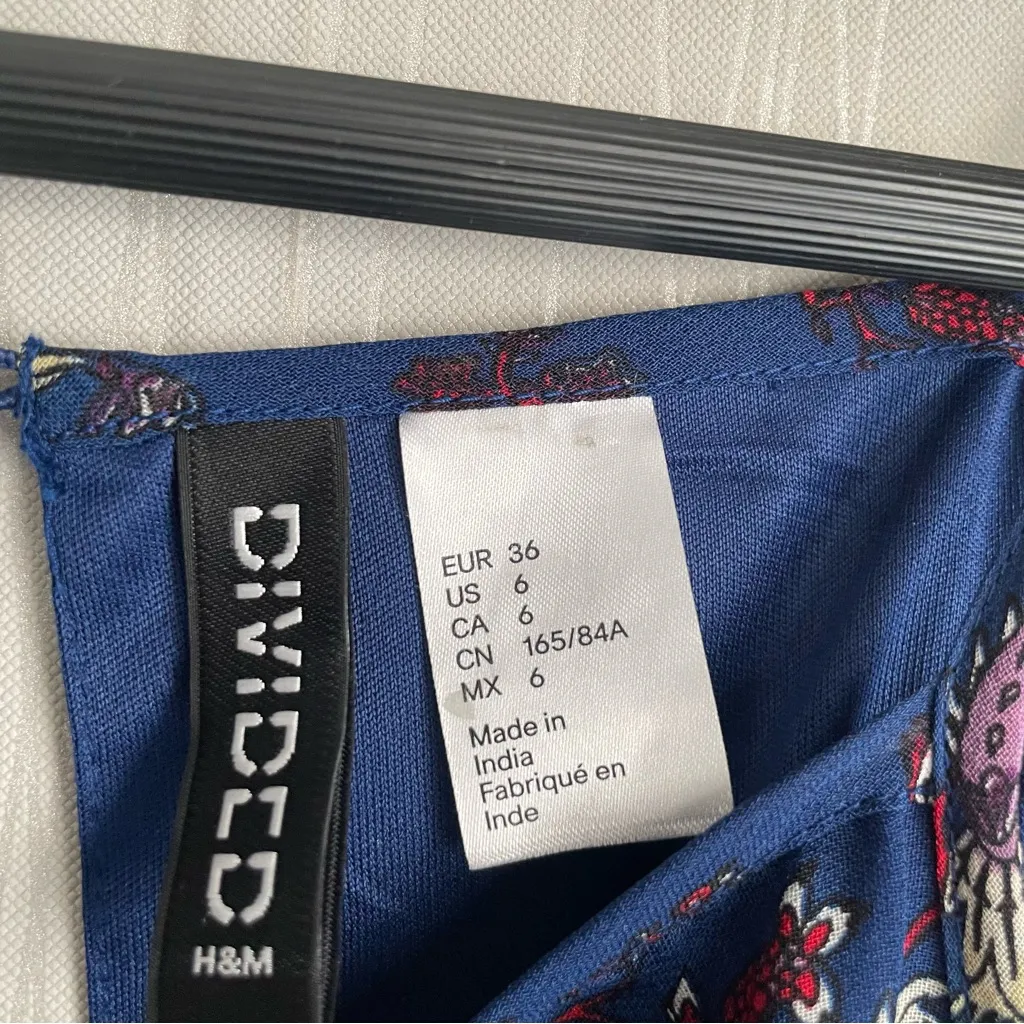 DIVIDED
H&M
EUR 36
US 6
CA 6
CN 165/84A
MX 6
Made in
India
Fabriqué en
Inde